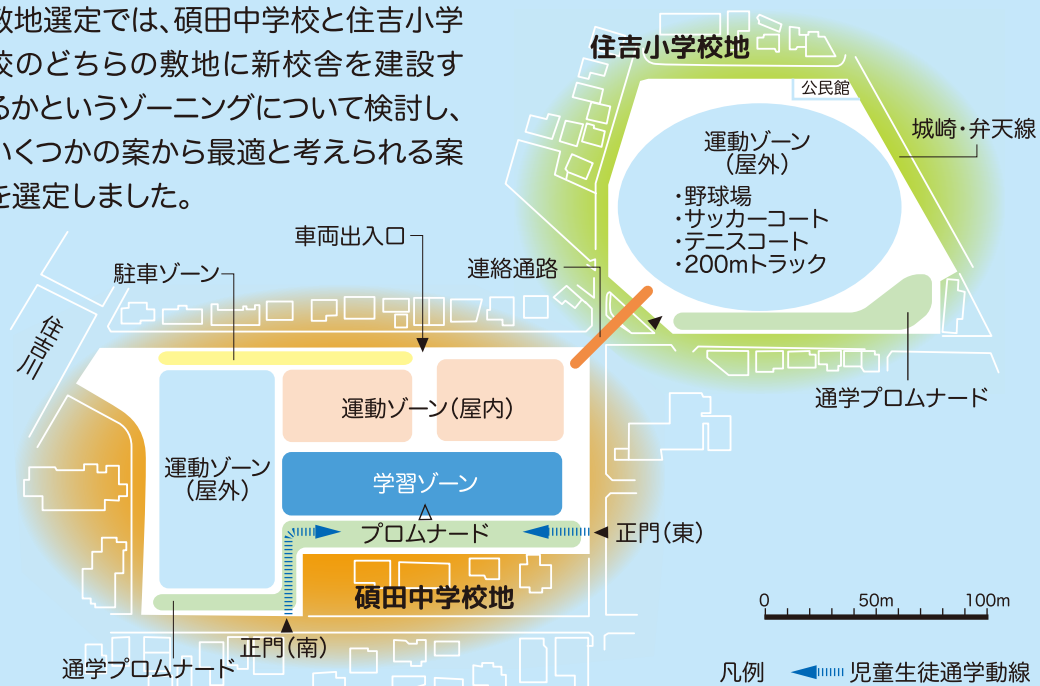 敷地選定では、碩田中学校と住吉小学
校のどちらの敷地に新校舎を建設す
るかというゾーニングについて検討し、
いくつかの案から最適と考えられる案
を選定しました。
住吉小学校地
公民館
城崎・弁天線
運動ゾーン
(屋外)
・野球場
・サッカーコート
・テニスコート
・200mトラック
車両出入口
連絡通路
駐車ゾーン
住吉川
通学プロムナード
運動ゾーン(屋内)
運動ゾーン
(屋外)
学習ゾーン
プロムナード
正門(東)
碩田中学校地
正門(南)
通学プロムナード
0 50m 100m
凡例 児童生徒通学動線